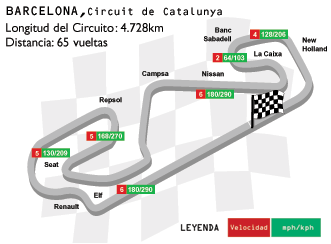 BARCELONA, Circuit de Catalunya
Longitud del Circuito: 4.728km
Distancia: 65 vueltas
Banc
Sabadell
4 128/206
New
Holland
La Caixa
2 64/103
Campsa
Nissan
6 180/290
Repsol
5 168/270
5 130/209
Seat
Elf
6 180/290
Renault
LEYENDA Velocidad mph/kph